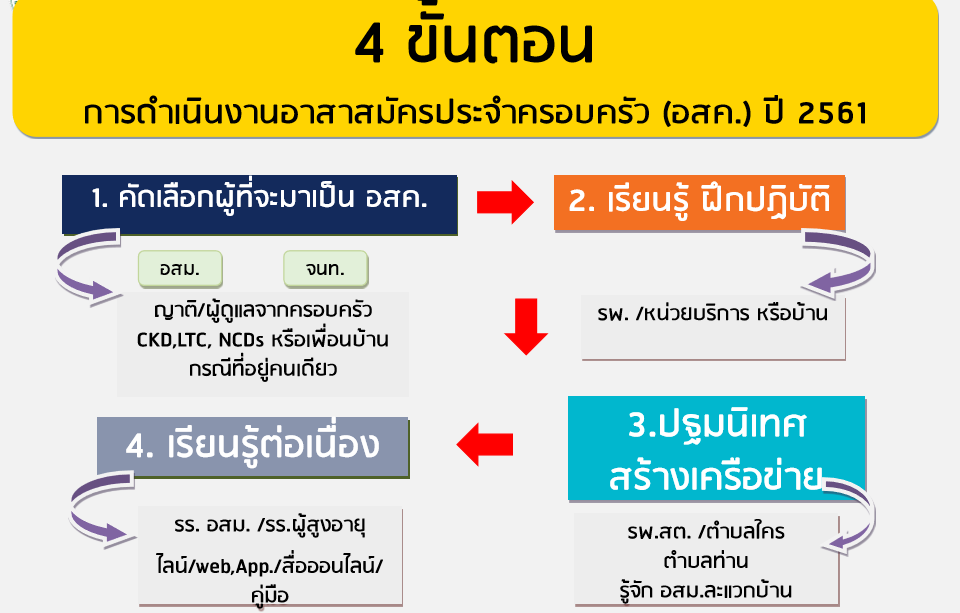 4 ขั้นตอน
การดำเนินงานอาสาสมัครประจำครอบครัว (อสค.) ปี 2561
1. คัดเลือกผู้ที่จะมาเป็น อสค.
อสม.
จนท.
ญาติ/ผู้ดูแลจากครอบครัว
CKD,LTC, NCDs หรือเพื่อนบ้าน
กรณีที่อยู่คนเดียว
2. เรียนรู้ ฝึกปฏิบัติ
รพ. /หน่วยบริการ หรือบ้าน
3.ปฐมนิเทศ
สร้างเครือข่าย
รพ.สต. /ตำบลใคร
ตำบลท่าน
รู้จัก อสม.ละแวกบ้าน
4. เรียนรู้ต่อเนื่อง
รร. อสม. /รร.ผู้สูงอายุ
ไลน์/web,App./สื่อออนไลน์/
คู่มือ